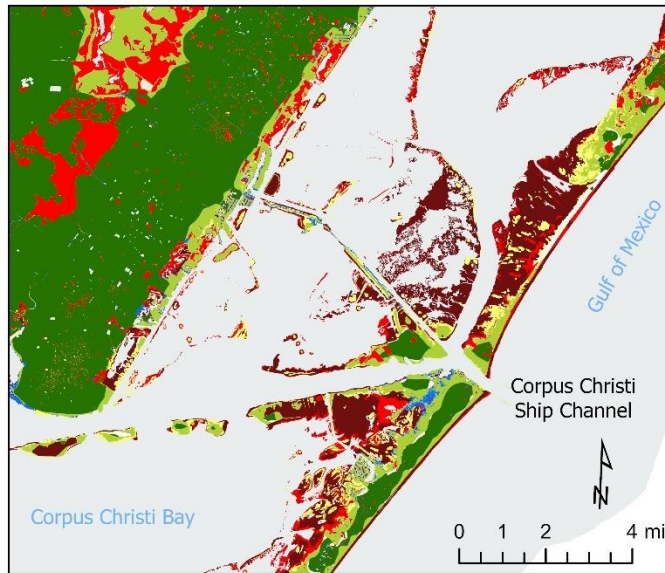 Gulf of Mexico
Corpus Christi
Ship Channel
Corpus Christi Bay
N
0 1 2 4 mi